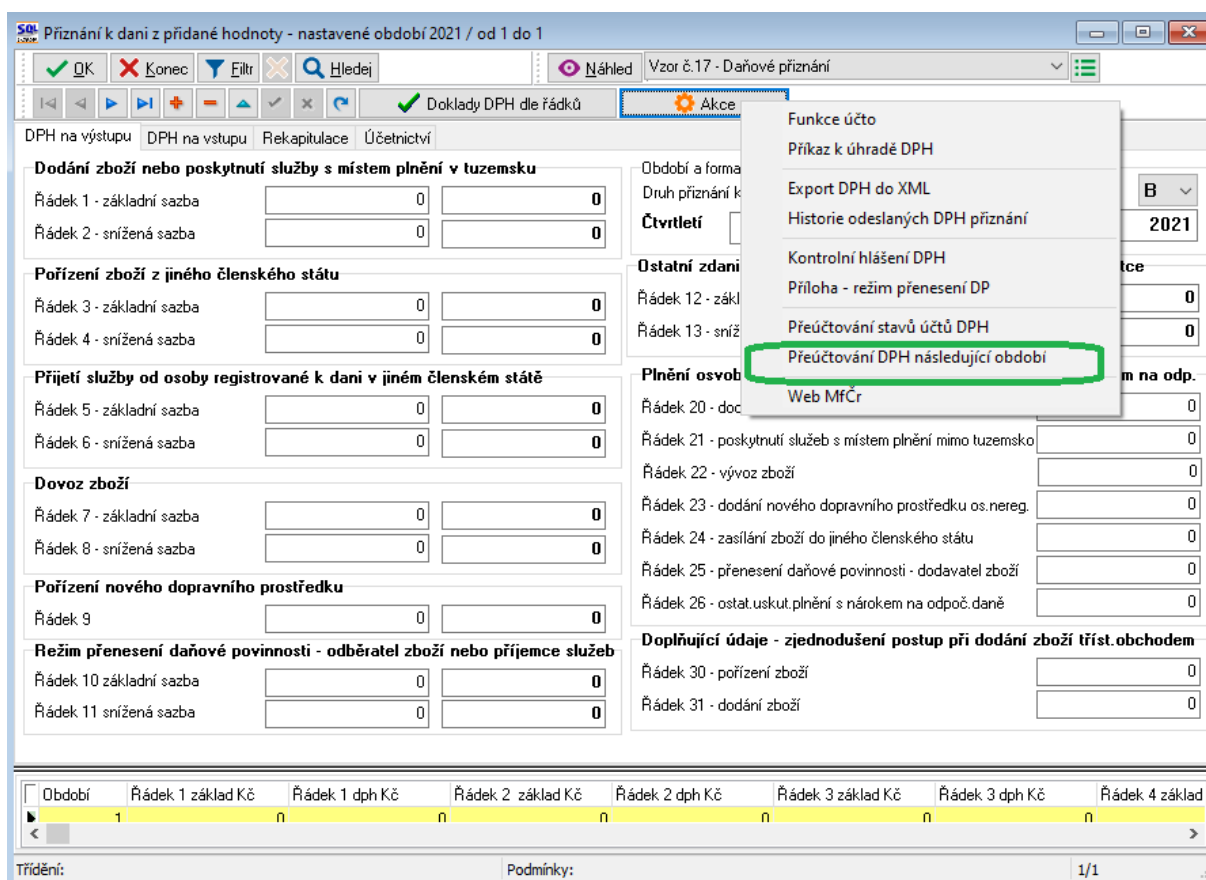 SQL Přiznání k dani z přidané hodnoty - nastavené období 2021 / od 1 do 1
OK Konec Filtr Hledej Náhled Vzor č.17 - Daňové přiznání
Doklady DPH dle řádků Akce
DPH na výstupu DPH na vstupu Rekapitulace Účetnictví
Funkce účto
Příkaz k úhradě DPH
Export DPH do XML
Historie odeslaných DPH přiznání
Kontrolní hlášení DPH
Příloha - režim přenesení DP
Přeúčtování stavů účtů DPH
Přeúčtování DPH následující období
Web MfČr
Dodání zboží nebo poskytnutí služby s místem plnění v tuzemsku
Řádek 1 - základní sazba 0 0
Řádek 2 - snížená sazba 0 0
Pořízení zboží z jiného členského státu
Řádek 3 - základní sazba 0 0
Řádek 4 - snížená sazba 0 0
Přijetí služby od osoby registrované k dani v jiném členském státě
Řádek 5 - základní sazba 0 0
Řádek 6 - snížená sazba 0 0
Dovoz zboží
Řádek 7 - základní sazba 0 0
Řádek 8 - snížená sazba 0 0
Pořízení nového dopravního prostředku
Řádek 9 0 0
Režim přenesení daňové povinnosti - odběratel zboží nebo příjemce služeb
Řádek 10 základní sazba 0 0
Řádek 11 snížená sazba 0 0
Období a forma
Druh přiznání k B
Čtvrtletí 2021
Ostatní zdani tce
Řádek 12 - zákl 0
Řádek 13 - sníž 0
Plnění osvob m na odp.
Řádek 20 - doc 0
Řádek 21 - poskytnutí služeb s místem plnění mimo tuzemsko 0
Řádek 22 - vývoz zboží 0
Řádek 23 - dodání nového dopravního prostředku os.nereg. 0
Řádek 24 - zasílání zboží do jiného členského státu 0
Řádek 25 - přenesení daňové povinnosti - dodavatel zboží 0
Řádek 26 - ostat.uskut.plnění s nárokem na odpoč.daně 0
Doplňující údaje - zjednodušení postup při dodání zboží tříst.obchodem
Řádek 30 - pořízení zboží 0
Řádek 31 - dodání zboží 0
Období Řádek 1 základ Kč Řádek 1 dph Kč Řádek 2 základ Kč Řádek 2 dph Kč Řádek 3 základ Kč Řádek 3 dph Kč Řádek 4 základ
1 0 0 0 0 0 0
Třídění: Podmínky: 1/1